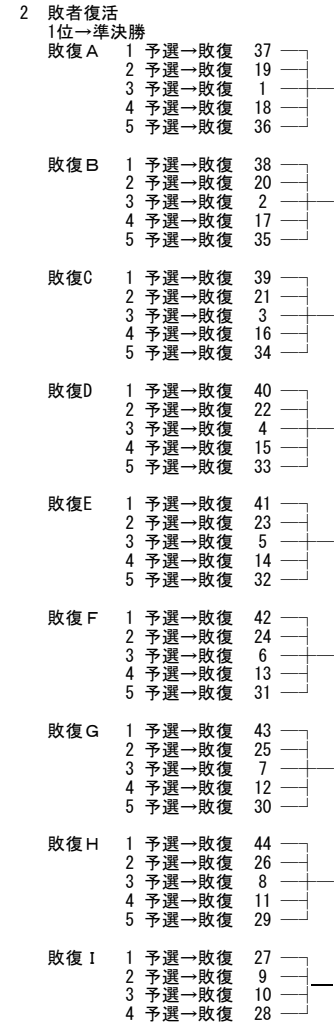 2 敗者復活
1位→準決勝
敗復A 1 予選→敗復 37
2 予選→敗復 19
3 予選→敗復 1
4 予選→敗復 18
5 予選→敗復 36
敗復B 1 予選→敗復 38
2 予選→敗復 20
3 予選→敗復 2
4 予選→敗復 17
5 予選→敗復 35
敗復C 1 予選→敗復 39
2 予選→敗復 21
3 予選→敗復 3
4 予選→敗復 16
5 予選→敗復 34
敗復D 1 予選→敗復 40
2 予選→敗復 22
3 予選→敗復 4
4 予選→敗復 15
5 予選→敗復 33
敗復E 1 予選→敗復 41
2 予選→敗復 23
3 予選→敗復 5
4 予選→敗復 14
5 予選→敗復 32
敗復F 1 予選→敗復 42
2 予選→敗復 24
3 予選→敗復 6
4 予選→敗復 13
5 予選→敗復 31
敗復G 1 予選→敗復 43
2 予選→敗復 25
3 予選→敗復 7
4 予選→敗復 12
5 予選→敗復 30
敗復H 1 予選→敗復 44
2 予選→敗復 26
3 予選→敗復 8
4 予選→敗復 11
5 予選→敗復 29
敗復I 1 予選→敗復 27
2 予選→敗復 9
3 予選→敗復 10
4 予選→敗復 28